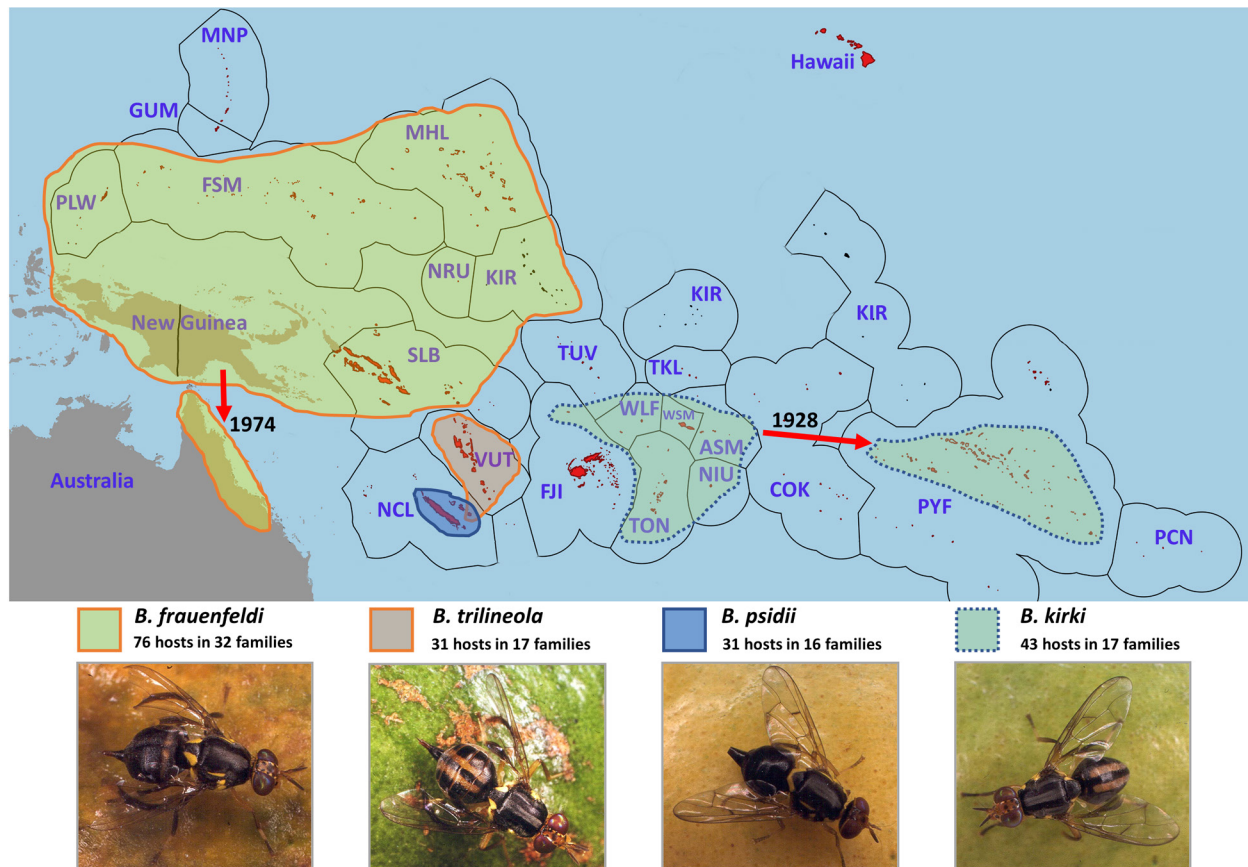 MNP
Hawaii
GUM
MHL
FSM
PLW
NRU
KIR
KIR
KIR
New Guinea
SLB
TUV
TKL
1974
WLF
WSM
1928
ASM
VUT
Australia
NIU
FJI
COK
NCL
PYF
TON
PCN
B. frauenfeldi
76 hosts in 32 families
B. trilineola
31 hosts in 17 families
B. psidii
31 hosts in 16 families
B. kirki
43 hosts in 17 families